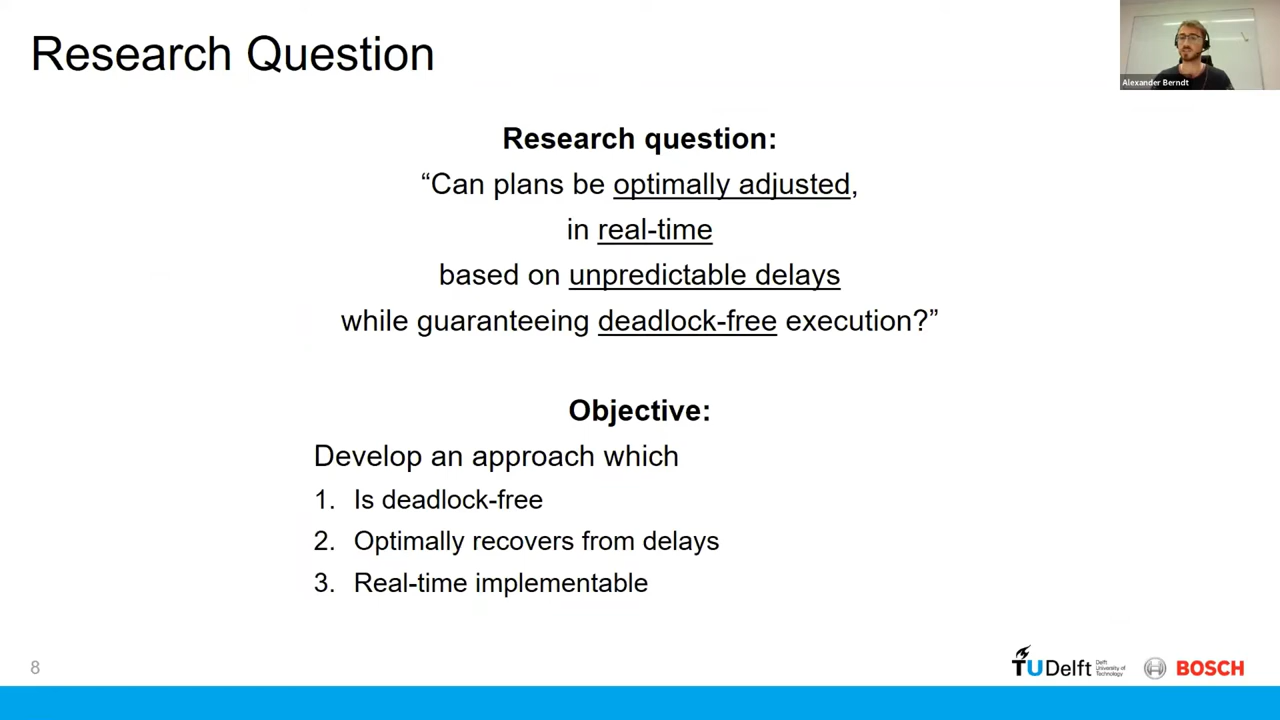 Research Question
Alexander Berndt
Research question:
“Can plans be optimally adjusted,
in real-time
based on unpredictable delays
while guaranteeing deadlock-free execution?”
Objective:
Develop an approach which
1. Is deadlock-free
2. Optimally recovers from delays
3. Real-time implementable
8
TU Delft
Delft
University of
Technology
BOSCH